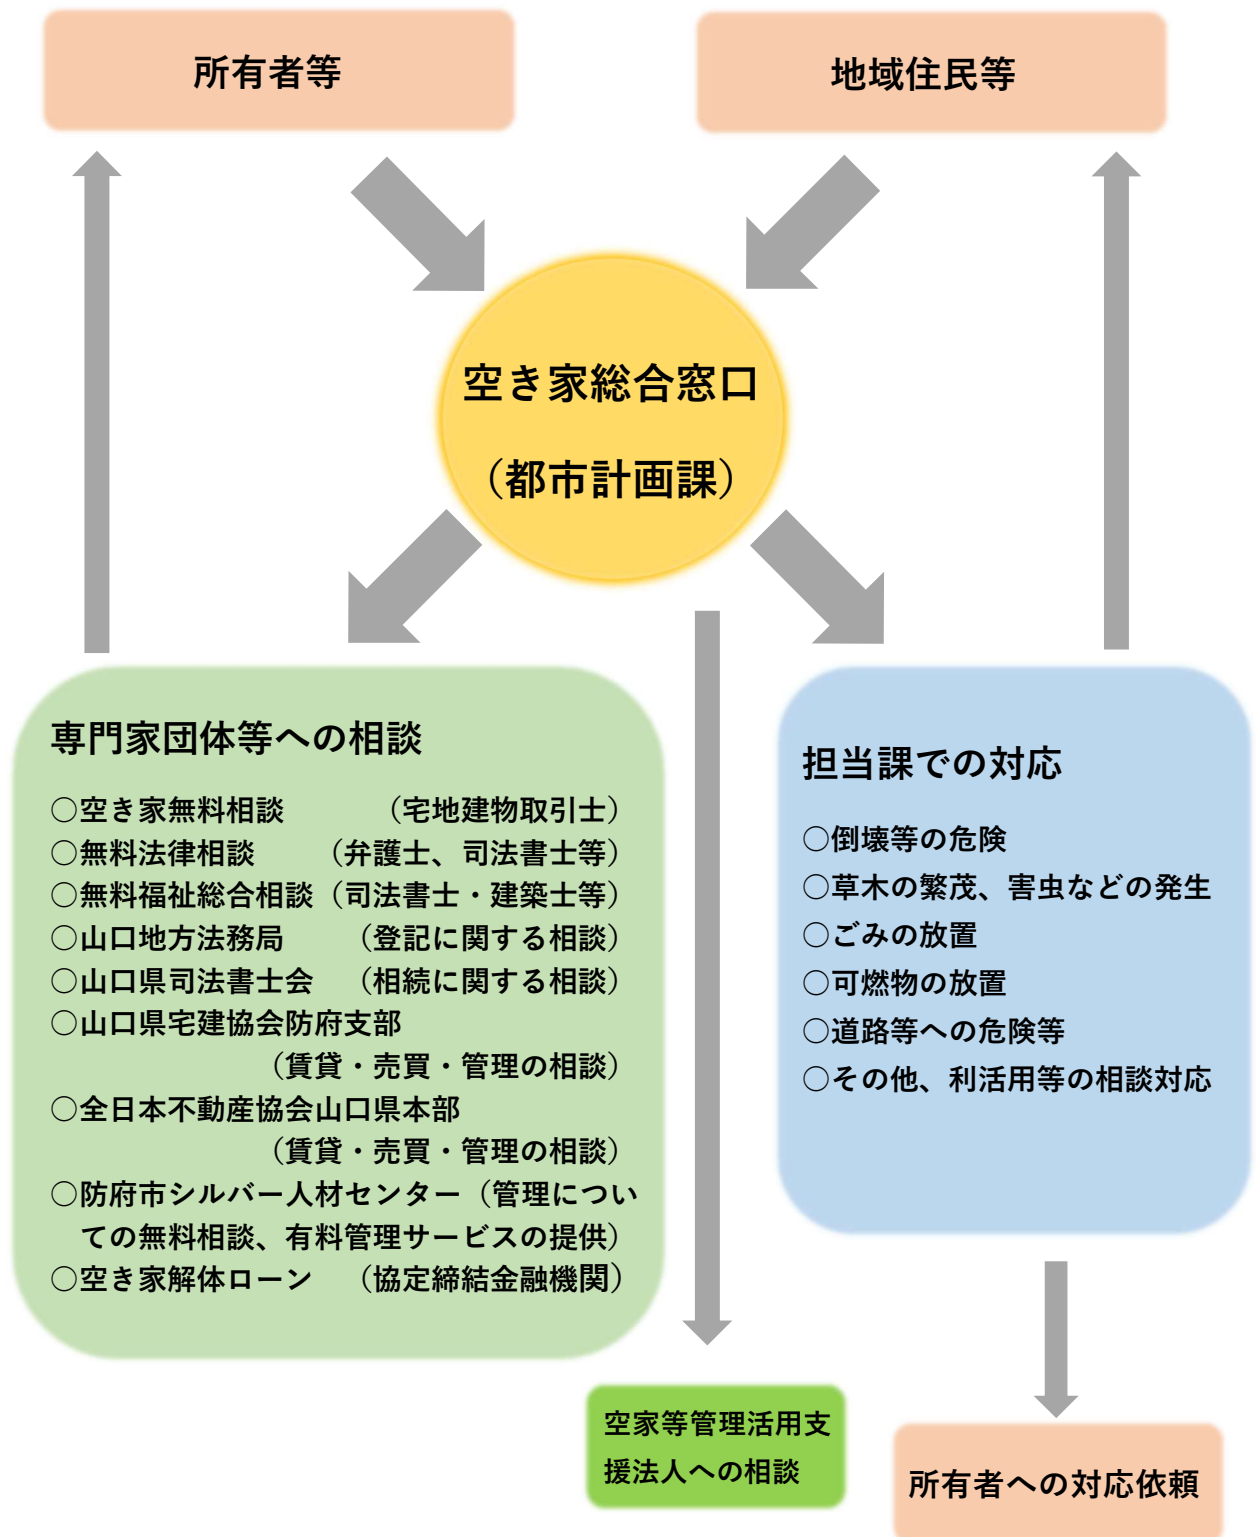 所有者等
地域住民等
空き家総合窓口
（都市計画課）
専門家団体等への相談
○空き家無料相談　　　　（宅地建物取引士）
○無料法律相談　　（弁護士、司法書士等）
○無料福祉総合相談（司法書士・建築士等）
○山口地方法務局　　（登記に関する相談）
○山口県司法書士会　（相続に関する相談）
○山口県宅建協会防府支部
（賃貸・売買・管理の相談）
○全日本不動産協会山口県本部
（賃貸・売買・管理の相談）
○防府市シルバー人材センター（管理につい
ての無料相談、有料管理サービスの提供）
○空き家解体ローン　（協定締結金融機関）
担当課での対応
○倒壊等の危険
○草木の繁茂、害虫などの発生
○ごみの放置
○可燃物の放置
○道路等への危険等
○その他、利活用等の相談対応
空家等管理活用支
援法人への相談
所有者への対応依頼